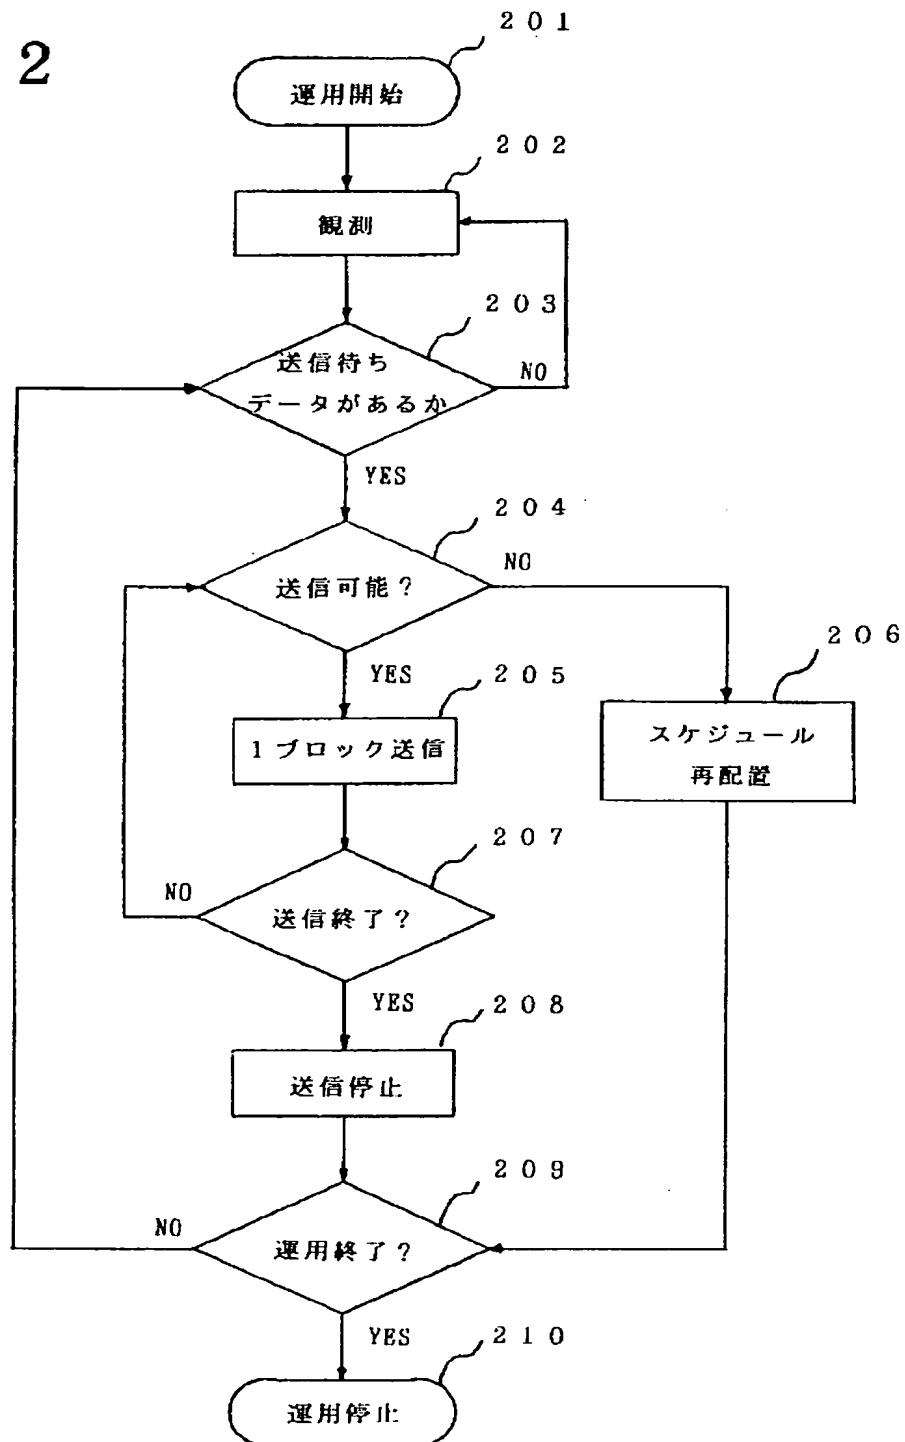 2
201
運用開始
202
観測
203
送信待ち
データがあるか
NO
YES
204
送信可能?
NO
YES
205
1ブロック送信
206
スケジュール
再配置
207
送信終了?
NO
YES
208
送信停止
209
運用終了?
NO
YES
210
運用停止